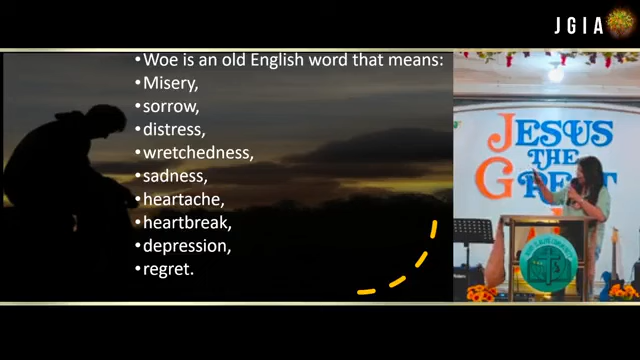 JGIA
• Woe is an old English word that means:
• Misery,
• sorrow,
• distress,
• wretchedness,
• sadness,
• heartache,
• heartbreak,
• depression,
• regret.
JESUS
THE
GREAT